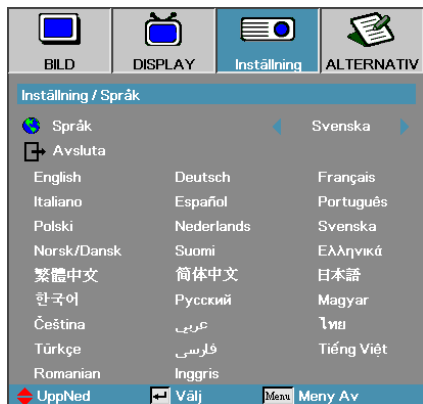 BILD DISPLAY Inställning ALTERNATIV
Inställning / Språk
Språk Svenska
Avsluta
English Deutsch Français
Italiano Español Português
Polski Nederlands Svenska
Norsk/Dansk Suomi Ελληνικά
繁體中文 简体中文 日本語
한국어 Русский Magyar
Čeština عربي ไทย
Türkçe فارسی Tiếng Việt
Romanian Inggris
UppNed Välj Menu Meny Av